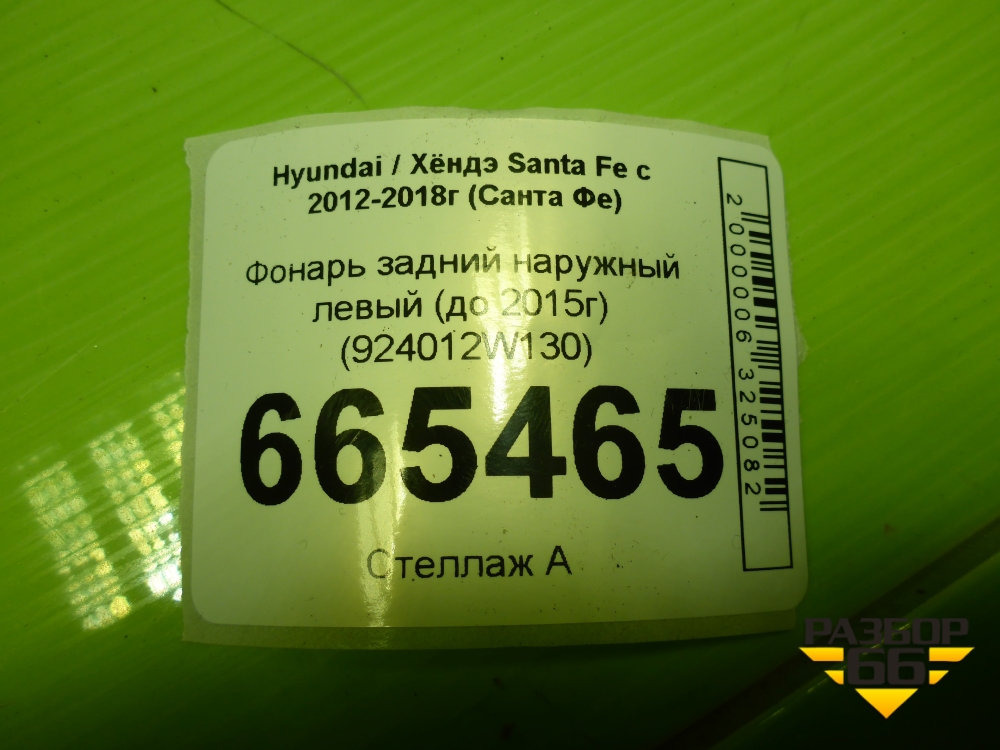 Hyundai / Хёндэ Santa Fe с
2012-2018г (Санта Фе)
Фонарь задний наружный
левый (до 2015г)
(924012W130)
665465
Стеллаж А
2000006325082
РАЗБОР
66